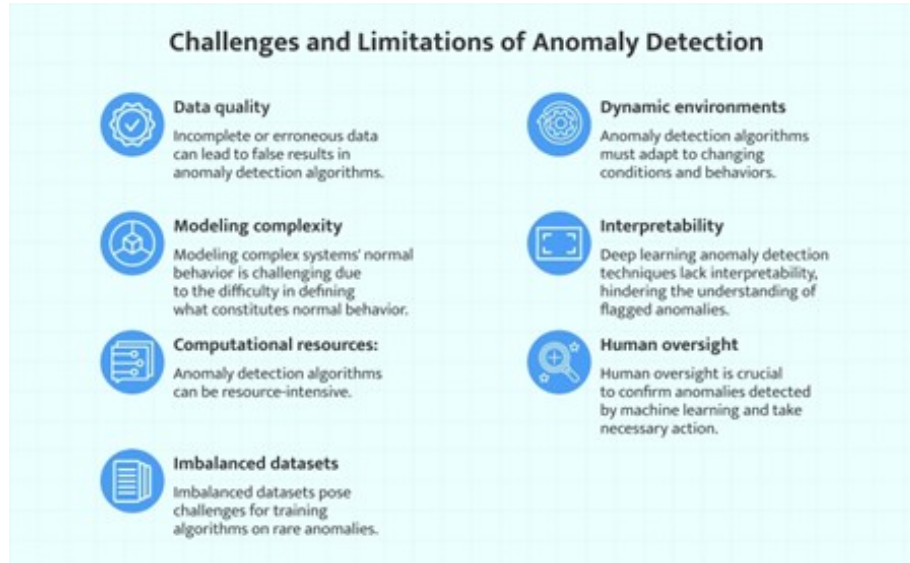 Challenges and Limitations of Anomaly Detection
Data quality
Incomplete or erroneous data
can lead to false results in
anomaly detection algorithms.
Modeling complexity
Modeling complex systems' normal
behavior is challenging due
to the difficulty in defining
what constitutes normal behavior.
Computational resources:
Anomaly detection algorithms
can be resource-intensive.
Imbalanced datasets
Imbalanced datasets pose
challenges for training
algorithms on rare anomalies.
Dynamic environments
Anomaly detection algorithms
must adapt to changing
conditions and behaviors.
Interpretability
Deep learning anomaly detection
techniques lack interpretability,
hindering the understanding of
flagged anomalies.
Human oversight
Human oversight is crucial
to confirm anomalies detected
by machine learning and take
necessary action.